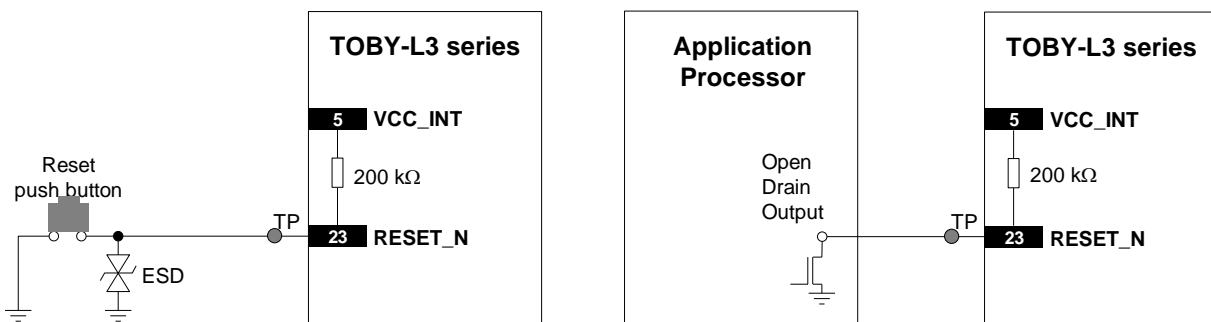 TOBY-L3 series
5 VCC_INT
200 kΩ
Reset
push button
TP
23 RESET_N
ESD
Application
Processor
Open
Drain
Output
TOBY-L3 series
5 VCC_INT
200 kΩ
TP
23 RESET_N